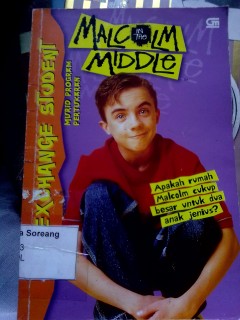 MALCOLM
IN THE
MIDDLE
EXCHANGE STUDENT
MURID PROGRAM
PERTUKARAN
Apakah rumah
Malcolm cukup
besar untuk dua
anak jenius?
a Soreang